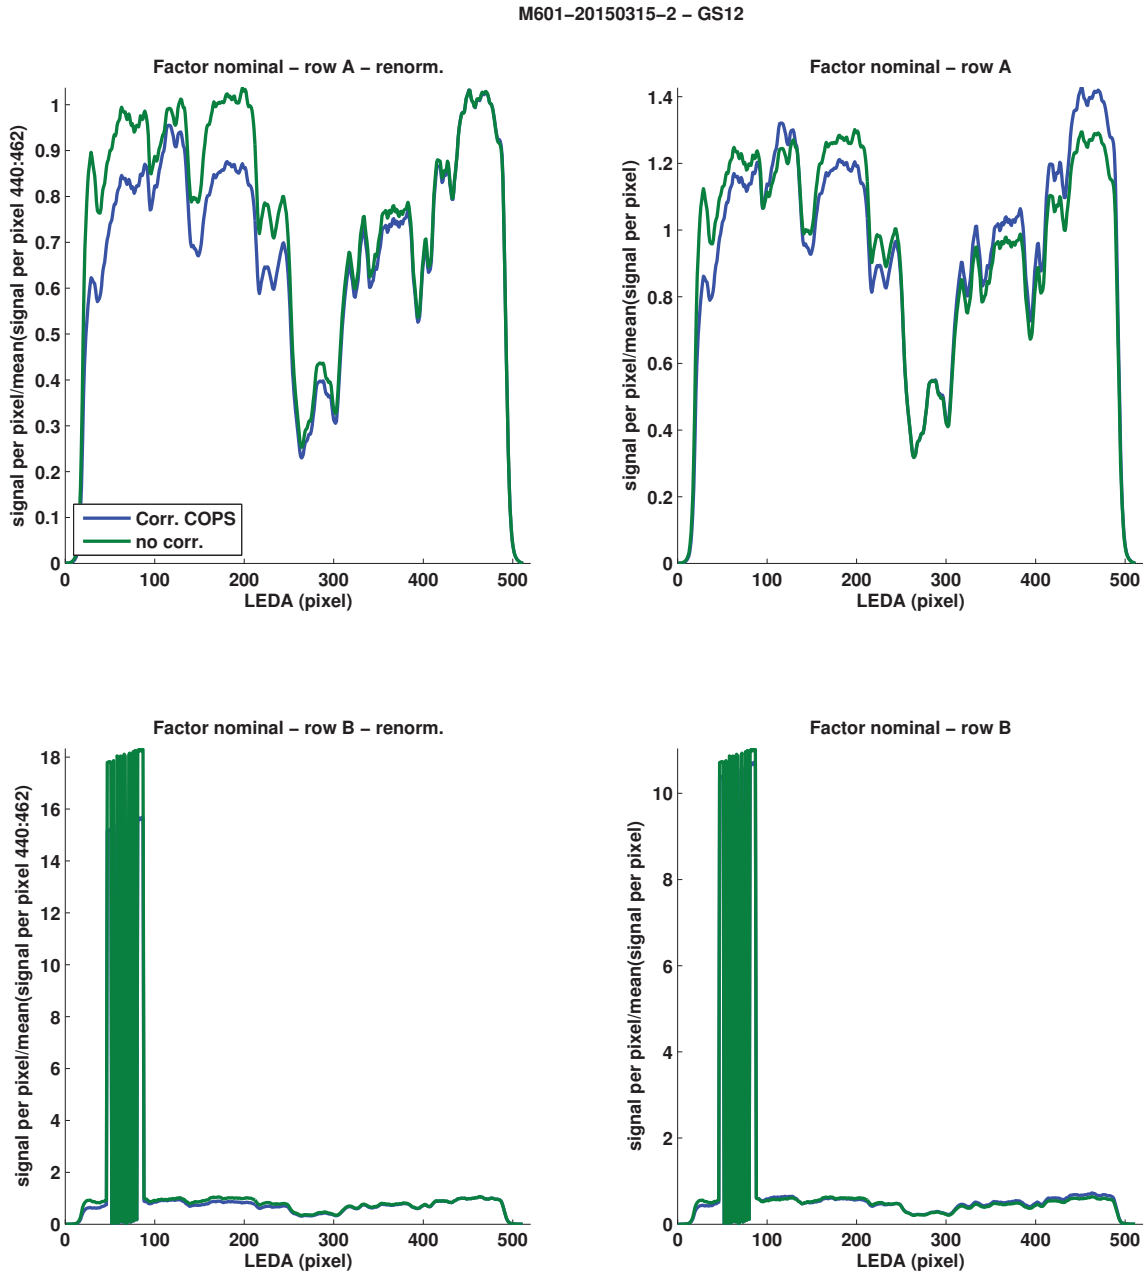 M601−20150315−2 − GS12
Factor nominal − row A − renorm.
signal per pixel/mean(signal per pixel 440:462)
1
0.9
0.8
0.7
0.6
0.5
0.4
0.3
0.2
0.1
0
Corr. COPS
no corr.
0 100 200 300 400 500
LEDA (pixel)
Factor nominal − row A
signal per pixel/mean(signal per pixel)
1.4
1.2
1
0.8
0.6
0.4
0.2
0
0 100 200 300 400 500
LEDA (pixel)
Factor nominal − row B − renorm.
signal per pixel/mean(signal per pixel 440:462)
18
16
14
12
10
8
6
4
2
0
0 100 200 300 400 500
LEDA (pixel)
Factor nominal − row B
signal per pixel/mean(signal per pixel)
10
8
6
4
2
0
0 100 200 300 400 500
LEDA (pixel)